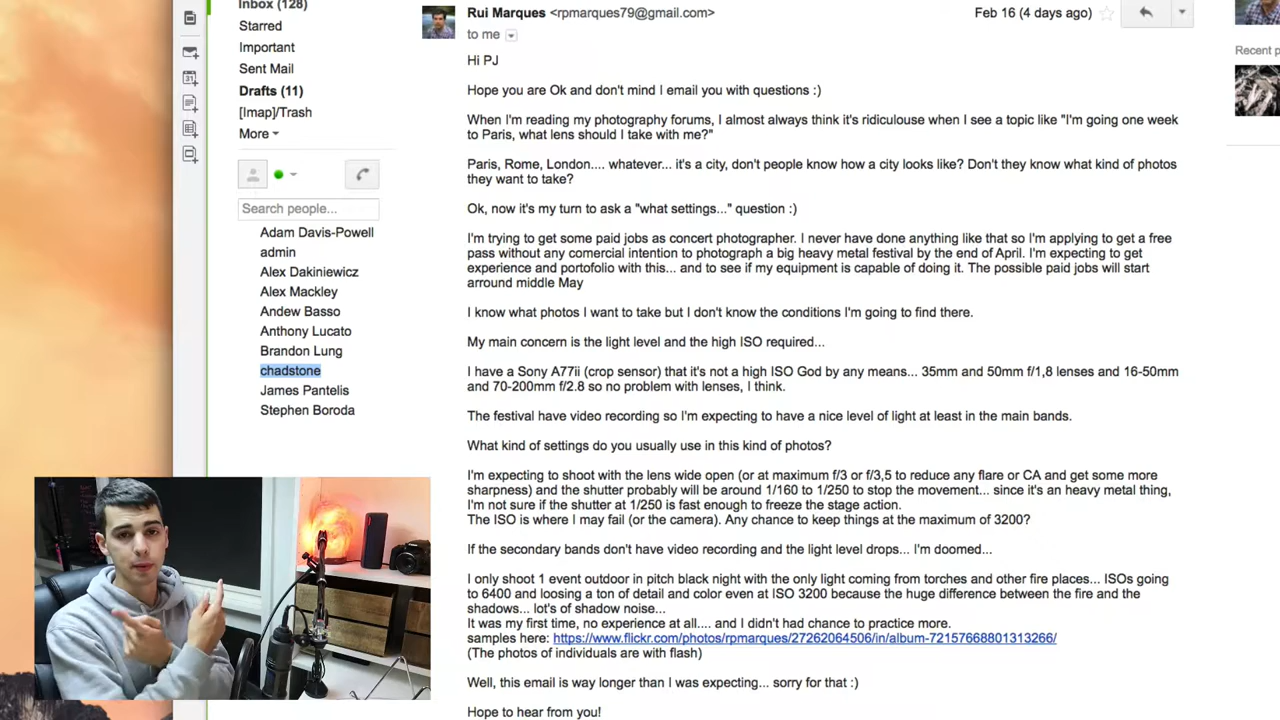 Inbox (128)
Starred
Important
Sent Mail
Drafts (11)
[Imap]/Trash
More
Search people...
Adam Davis-Powell
admin
Alex Dakiniewicz
Alex Mackley
Andew Basso
Anthony Lucato
Brandon Lung
chadstone
James Pantelis
Stephen Boroda
Rui Marques <rpmarques79@gmail.com>
Feb 16 (4 days ago)
to me
Hi PJ
Hope you are Ok and don't mind I email you with questions :)
When I'm reading my photography forums, I almost always think it's ridiculouse when I see a topic like "I'm going one week
to Paris, what lens should I take with me?"
Paris, Rome, London.... whatever... it's a city, don't people know how a city looks like? Don't they know what kind of photos
they want to take?
Ok, now it's my turn to ask a "what settings..." question :)
I'm trying to get some paid jobs as concert photographer. I never have done anything like that so I'm applying to get a free
pass without any comercial intention to photograph a big heavy metal festival by the end of April. I'm expecting to get
experience and portofolio with this... and to see if my equipment is capable of doing it. The possible paid jobs will start
arround middle May
I know what photos I want to take but I don't know the conditions I'm going to find there.
My main concern is the light level and the high ISO required...
I have a Sony A77ii (crop sensor) that it's not a high ISO God by any means... 35mm and 50mm f/1,8 lenses and 16-50mm
and 70-200mm f/2.8 so no problem with lenses, I think.
The festival have video recording so I'm expecting to have a nice level of light at least in the main bands.
What kind of settings do you usually use in this kind of photos?
I'm expecting to shoot with the lens wide open (or at maximum f/3 or f/3,5 to reduce any flare or CA and get some more
sharpness) and the shutter probably will be around 1/160 to 1/250 to stop the movement... since it's an heavy metal thing,
I'm not sure if the shutter at 1/250 is fast enough to freeze the stage action.
The ISO is where I may fail (or the camera). Any chance to keep things at the maximum of 3200?
If the secondary bands don't have video recording and the light level drops... I'm doomed...
I only shoot 1 event outdoor in pitch black night with the only light coming from torches and other fire places... ISOs going
to 6400 and loosing a ton of detail and color even at ISO 3200 because the huge difference between the fire and the
shadows... lot's of shadow noise...
It was my first time, no experience at all.... and I didn't had chance to practice more.
samples here: https://www.flickr.com/photos/rpmarques/27262064506/in/album-72157668801313266/
(The photos of individuals are with flash)
Well, this email is way longer than I was expecting... sorry for that :)
Hope to hear from you!
Recent p